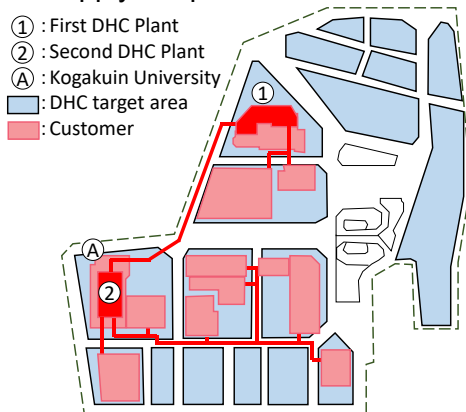 ① : First DHC Plant
② : Second DHC Plant
Ⓐ : Kogakuin University
: DHC target area
: Customer
①
Ⓐ
②